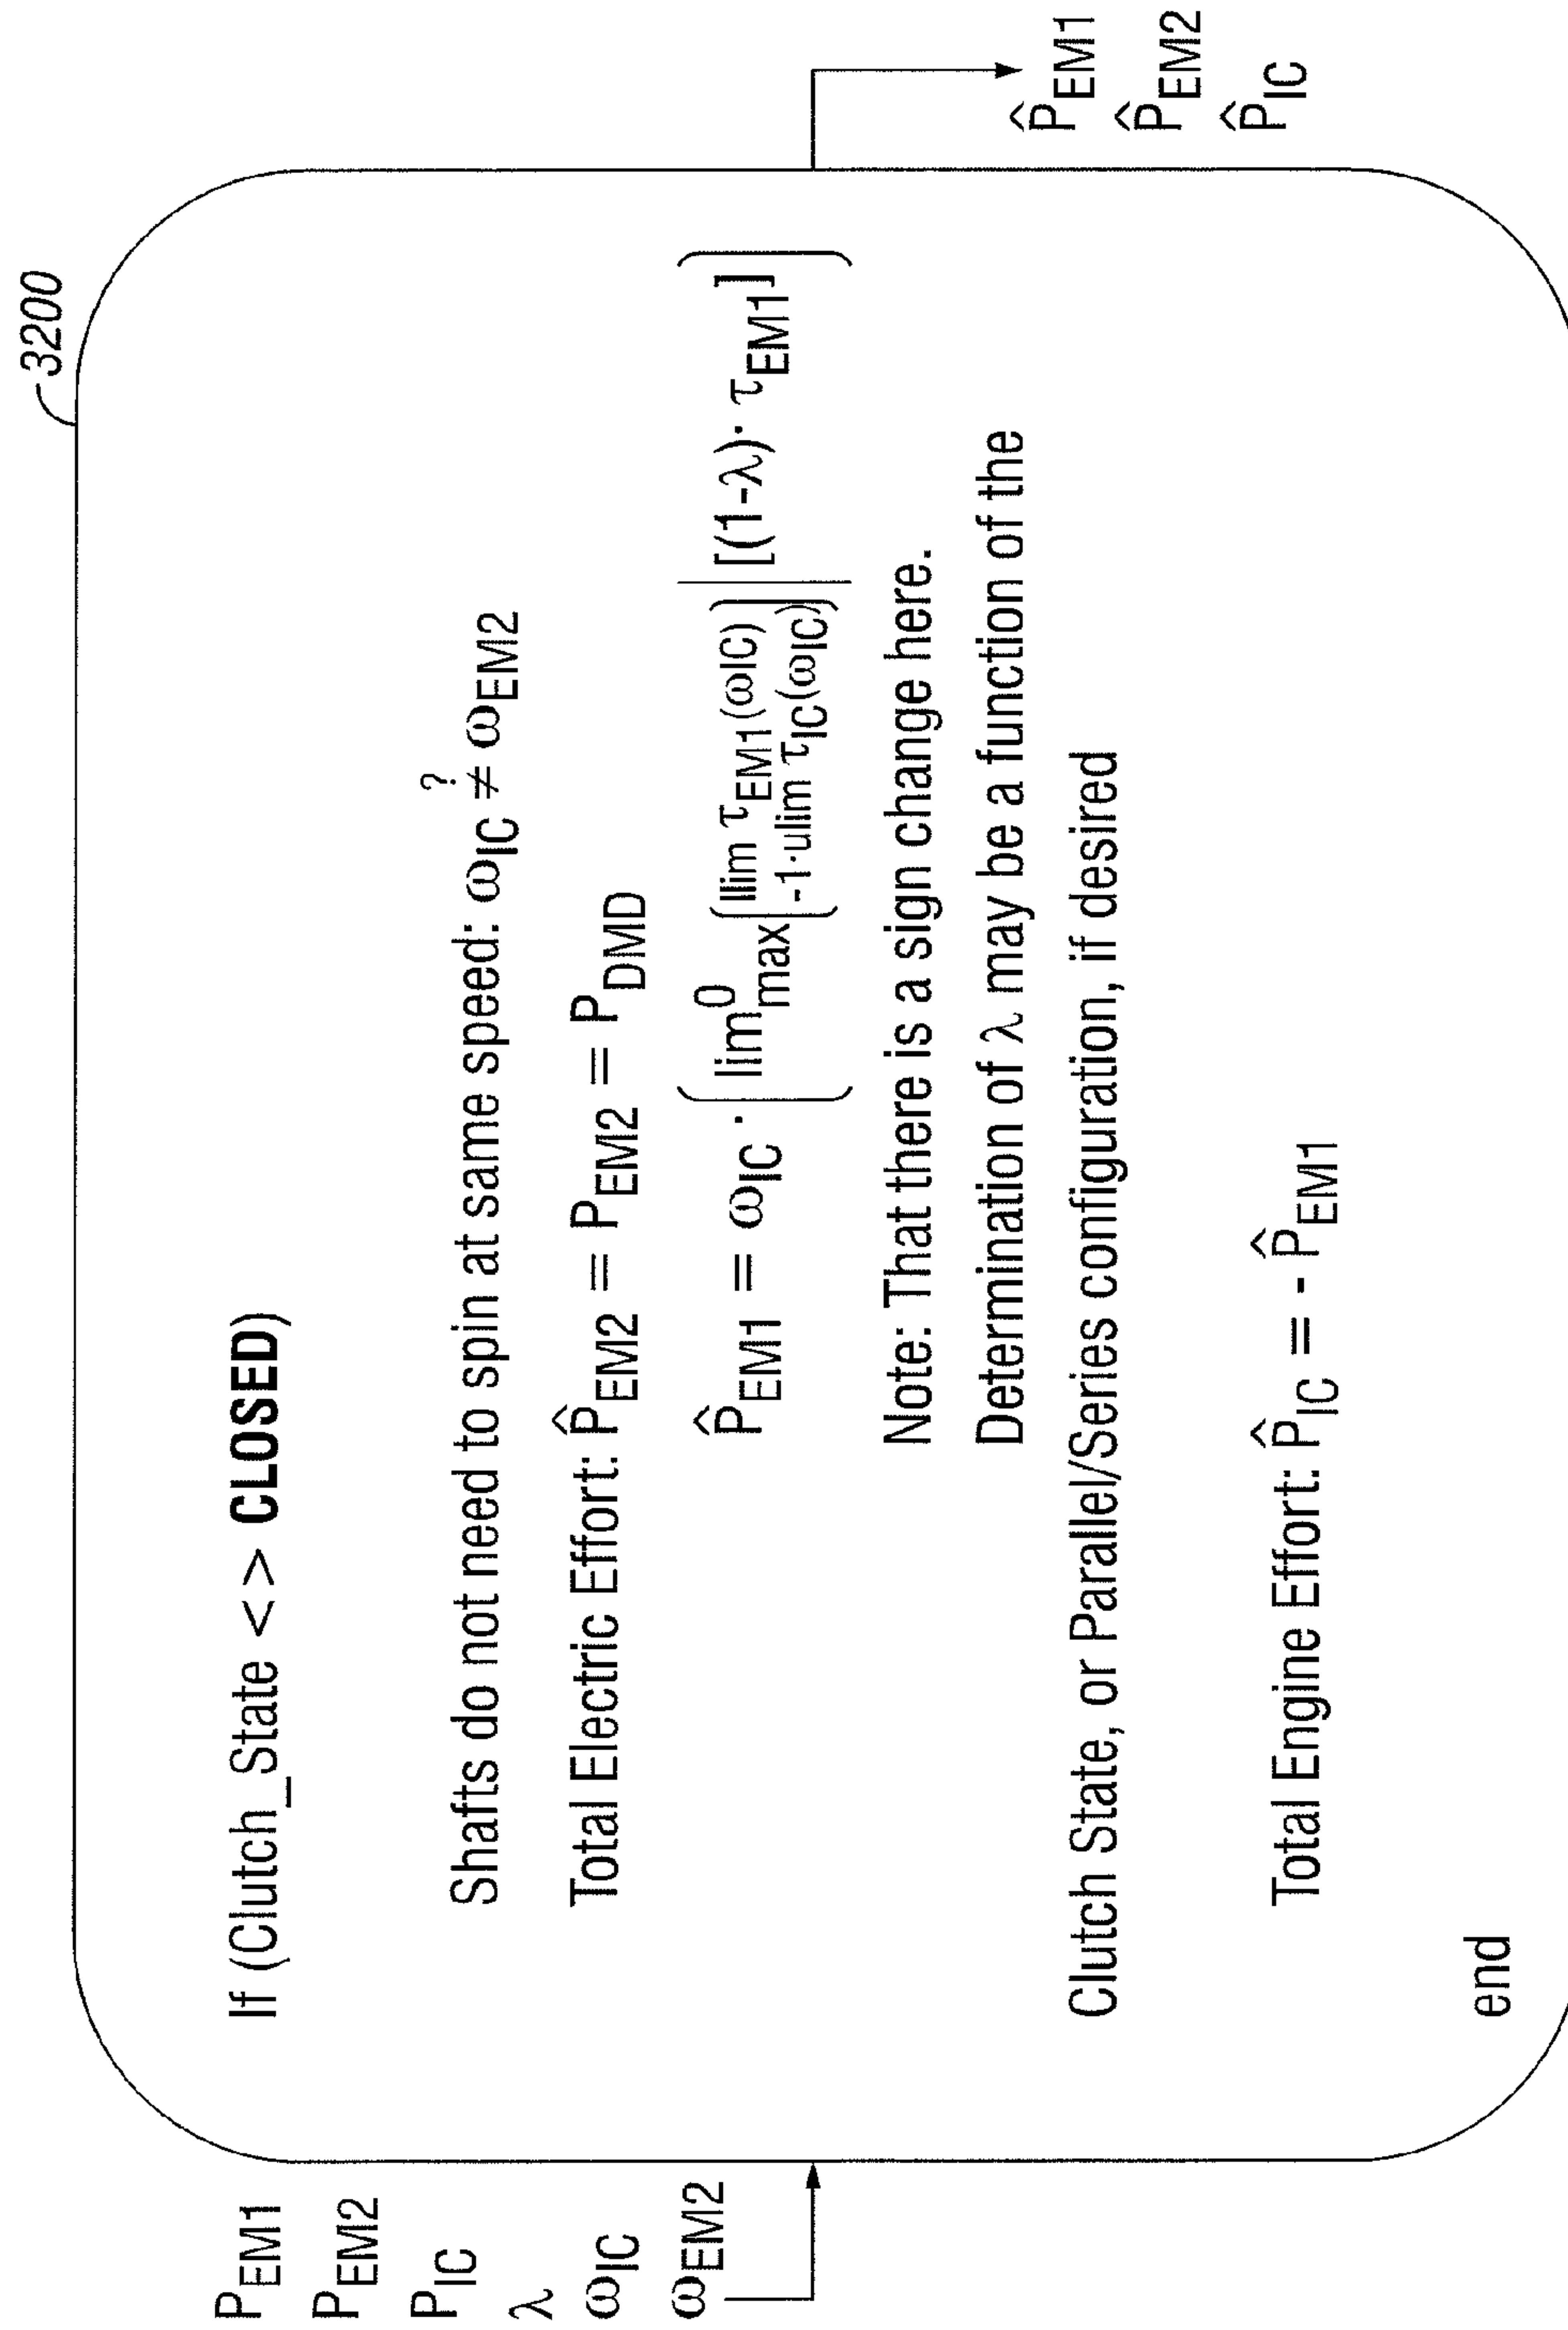 3200
P_EM1
P_EM2
P_IC
λ
ω_IC
ω_EM2
If (Clutch_State < > CLOSED)
Shafts do not need to spin at same speed: ω_IC ≠^? ω_EM2
Total Electric Effort: P̂_EM2 = P_EM2 = P_DMD
P̂_EM1 = ω_IC · ( lim^0_max( llim τ_EM1(ω_IC) / -1·ulim τ_IC(ω_IC) ) | [(1-λ)· τ_EM1] )
Note: That there is a sign change here.
Determination of λ may be a function of the
Clutch State, or Parallel/Series configuration, if desired
Total Engine Effort: P̂_IC = - P̂_EM1
end
P̂_EM1
P̂_EM2
P̂_IC